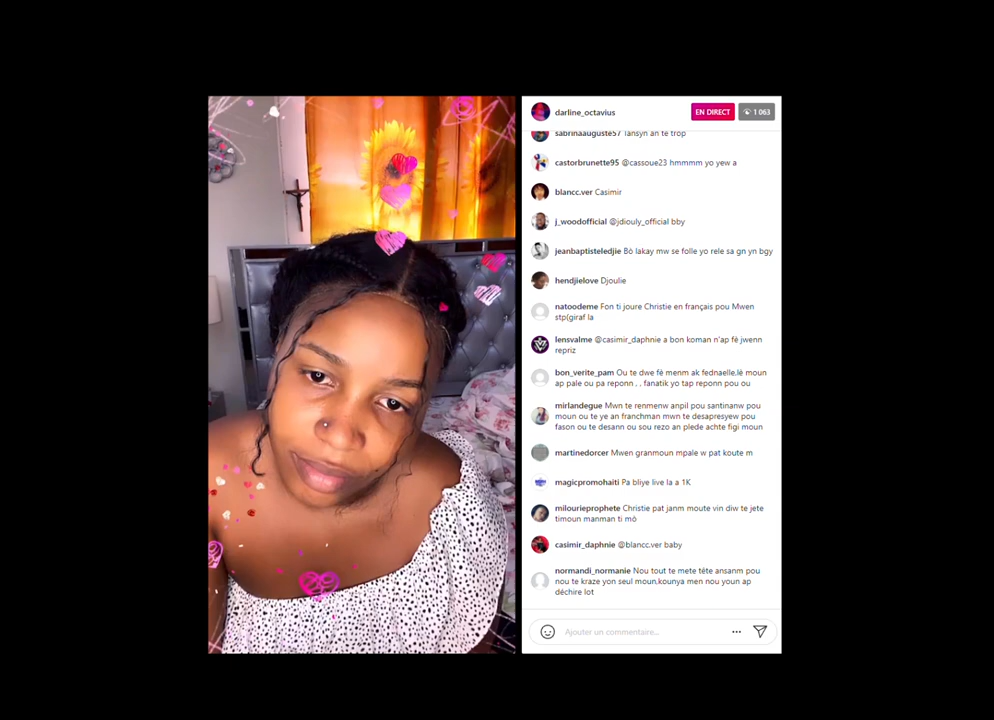 darline_octavius
EN DIRECT
1 063
sabrinaauguste57 Tansyn an te trop
castorbrunette95 @cassoue23 hmmmm yo yew a
blancc.ver Casimir
j_woodofficial @jdiouly_official bby
jeanbaptisteledjie Bò lakay mw se folle yo rele sa gn yn bgy
hendjielove Djoulie
natoodeme Fon ti joure Christie en français pou Mwen
stp(giraf la
lensvalme @casimir_daphnie a bon koman n'ap fè jwenn
repriz
bon_verite_pam Ou te dwe fé menm ak fednaelle,lè moun
ap pale ou pa reponn , , fanatik yo tap reponn pou ou
mirlandegue Mwn te renmenw anpil pou santinanw pou
moun ou te ye an franchman mwn te desapresyew pou
fason ou te desann ou sou rezo an plede achte figi moun
martinedorcer Mwen granmoun mpale w pat koute m
magicpromohaiti Pa bliye live la a 1K
milourieprophete Christie pat janm moute vin diw te jete
timoun manman ti mò
casimir_daphnie @blancc.ver baby
normandi_normanie Nou tout te mete tête ansanm pou
nou te kraze yon seul moun,kounya men nou youn ap
déchire lot
Ajouter un commentaire...